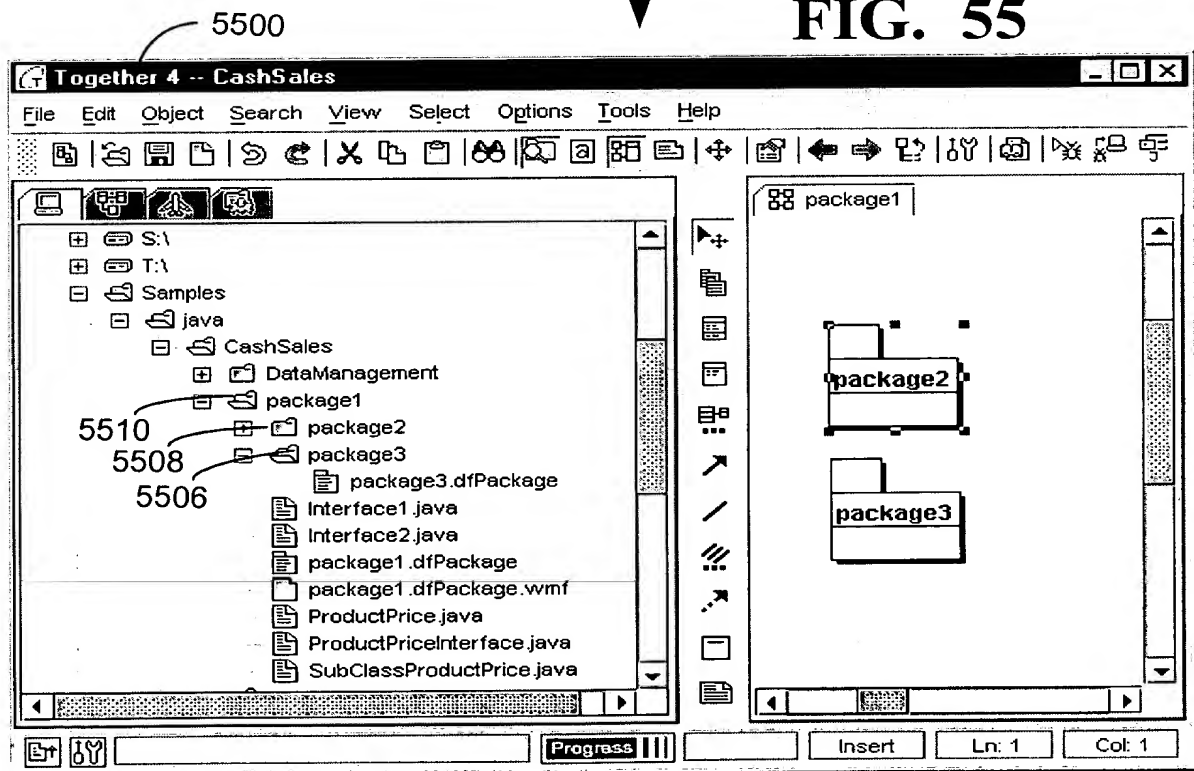 5500
FIG. 55
Together 4 -- CashSales
File Edit Object Search View Select Options Tools Help
package1
S:\
T:\
Samples
java
CashSales
DataManagement
package1
package2
package3
package3.dfPackage
Interface1.java
Interface2.java
package1.dfPackage
package1.dfPackage.wmf
ProductPrice.java
ProductPriceInterface.java
SubClassProductPrice.java
5510
5508
5506
a
package2
package3
Progress
Insert
Ln: 1
Col: 1